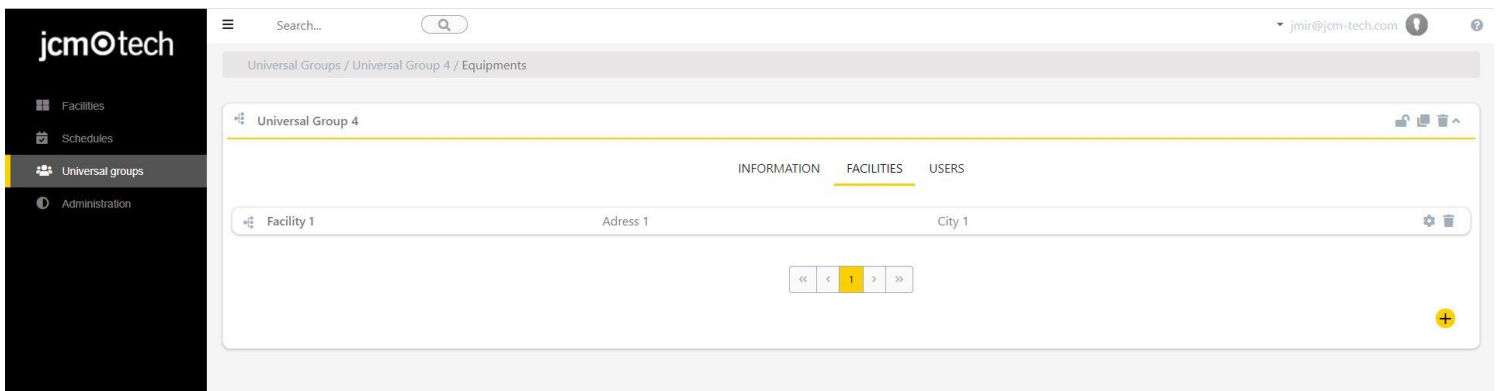 jcm tech
Search...
jmir@jcm-tech.com
Universal Groups / Universal Group 4 / Equipments
Facilities
Schedules
Universal groups
Administration
Universal Group 4
INFORMATION FACILITIES USERS
Facility 1 Adress 1 City 1
« < 1 > »